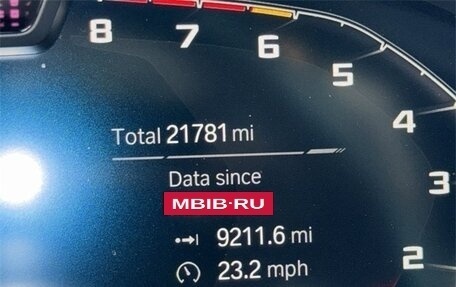 8 7 6 5 4 3 2
Total 21781 mi
Data since
MBIB-RU
9211.6 mi
23.2 mph